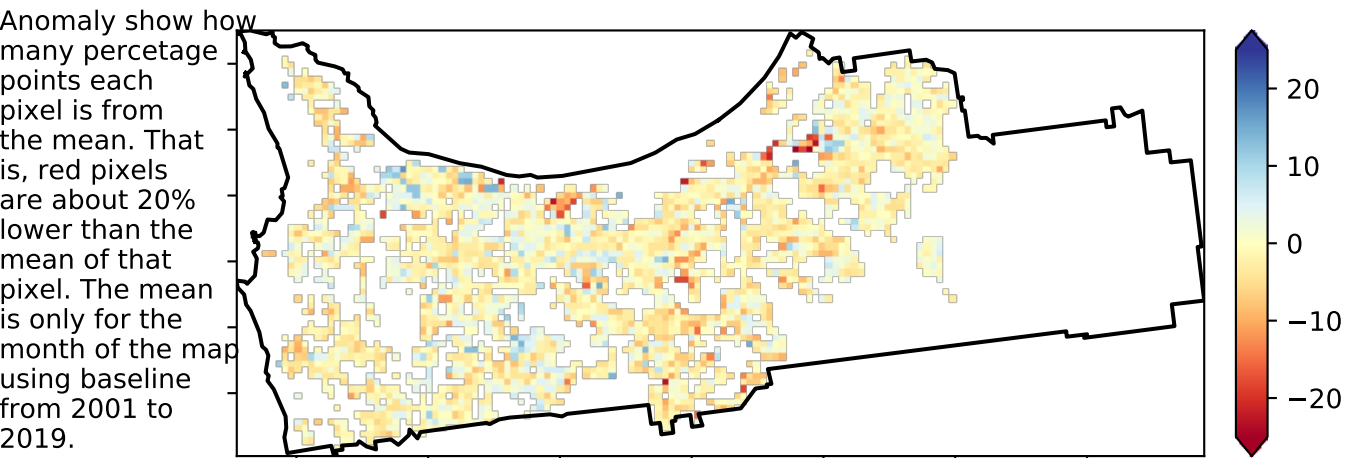 Anomaly show how
many percetage
points each
pixel is from
the mean. That
is, red pixels
are about 20%
lower than the
mean of that
pixel. The mean
is only for the
month of the map
using baseline
from 2001 to
2019.
20
10
0
−10
−20